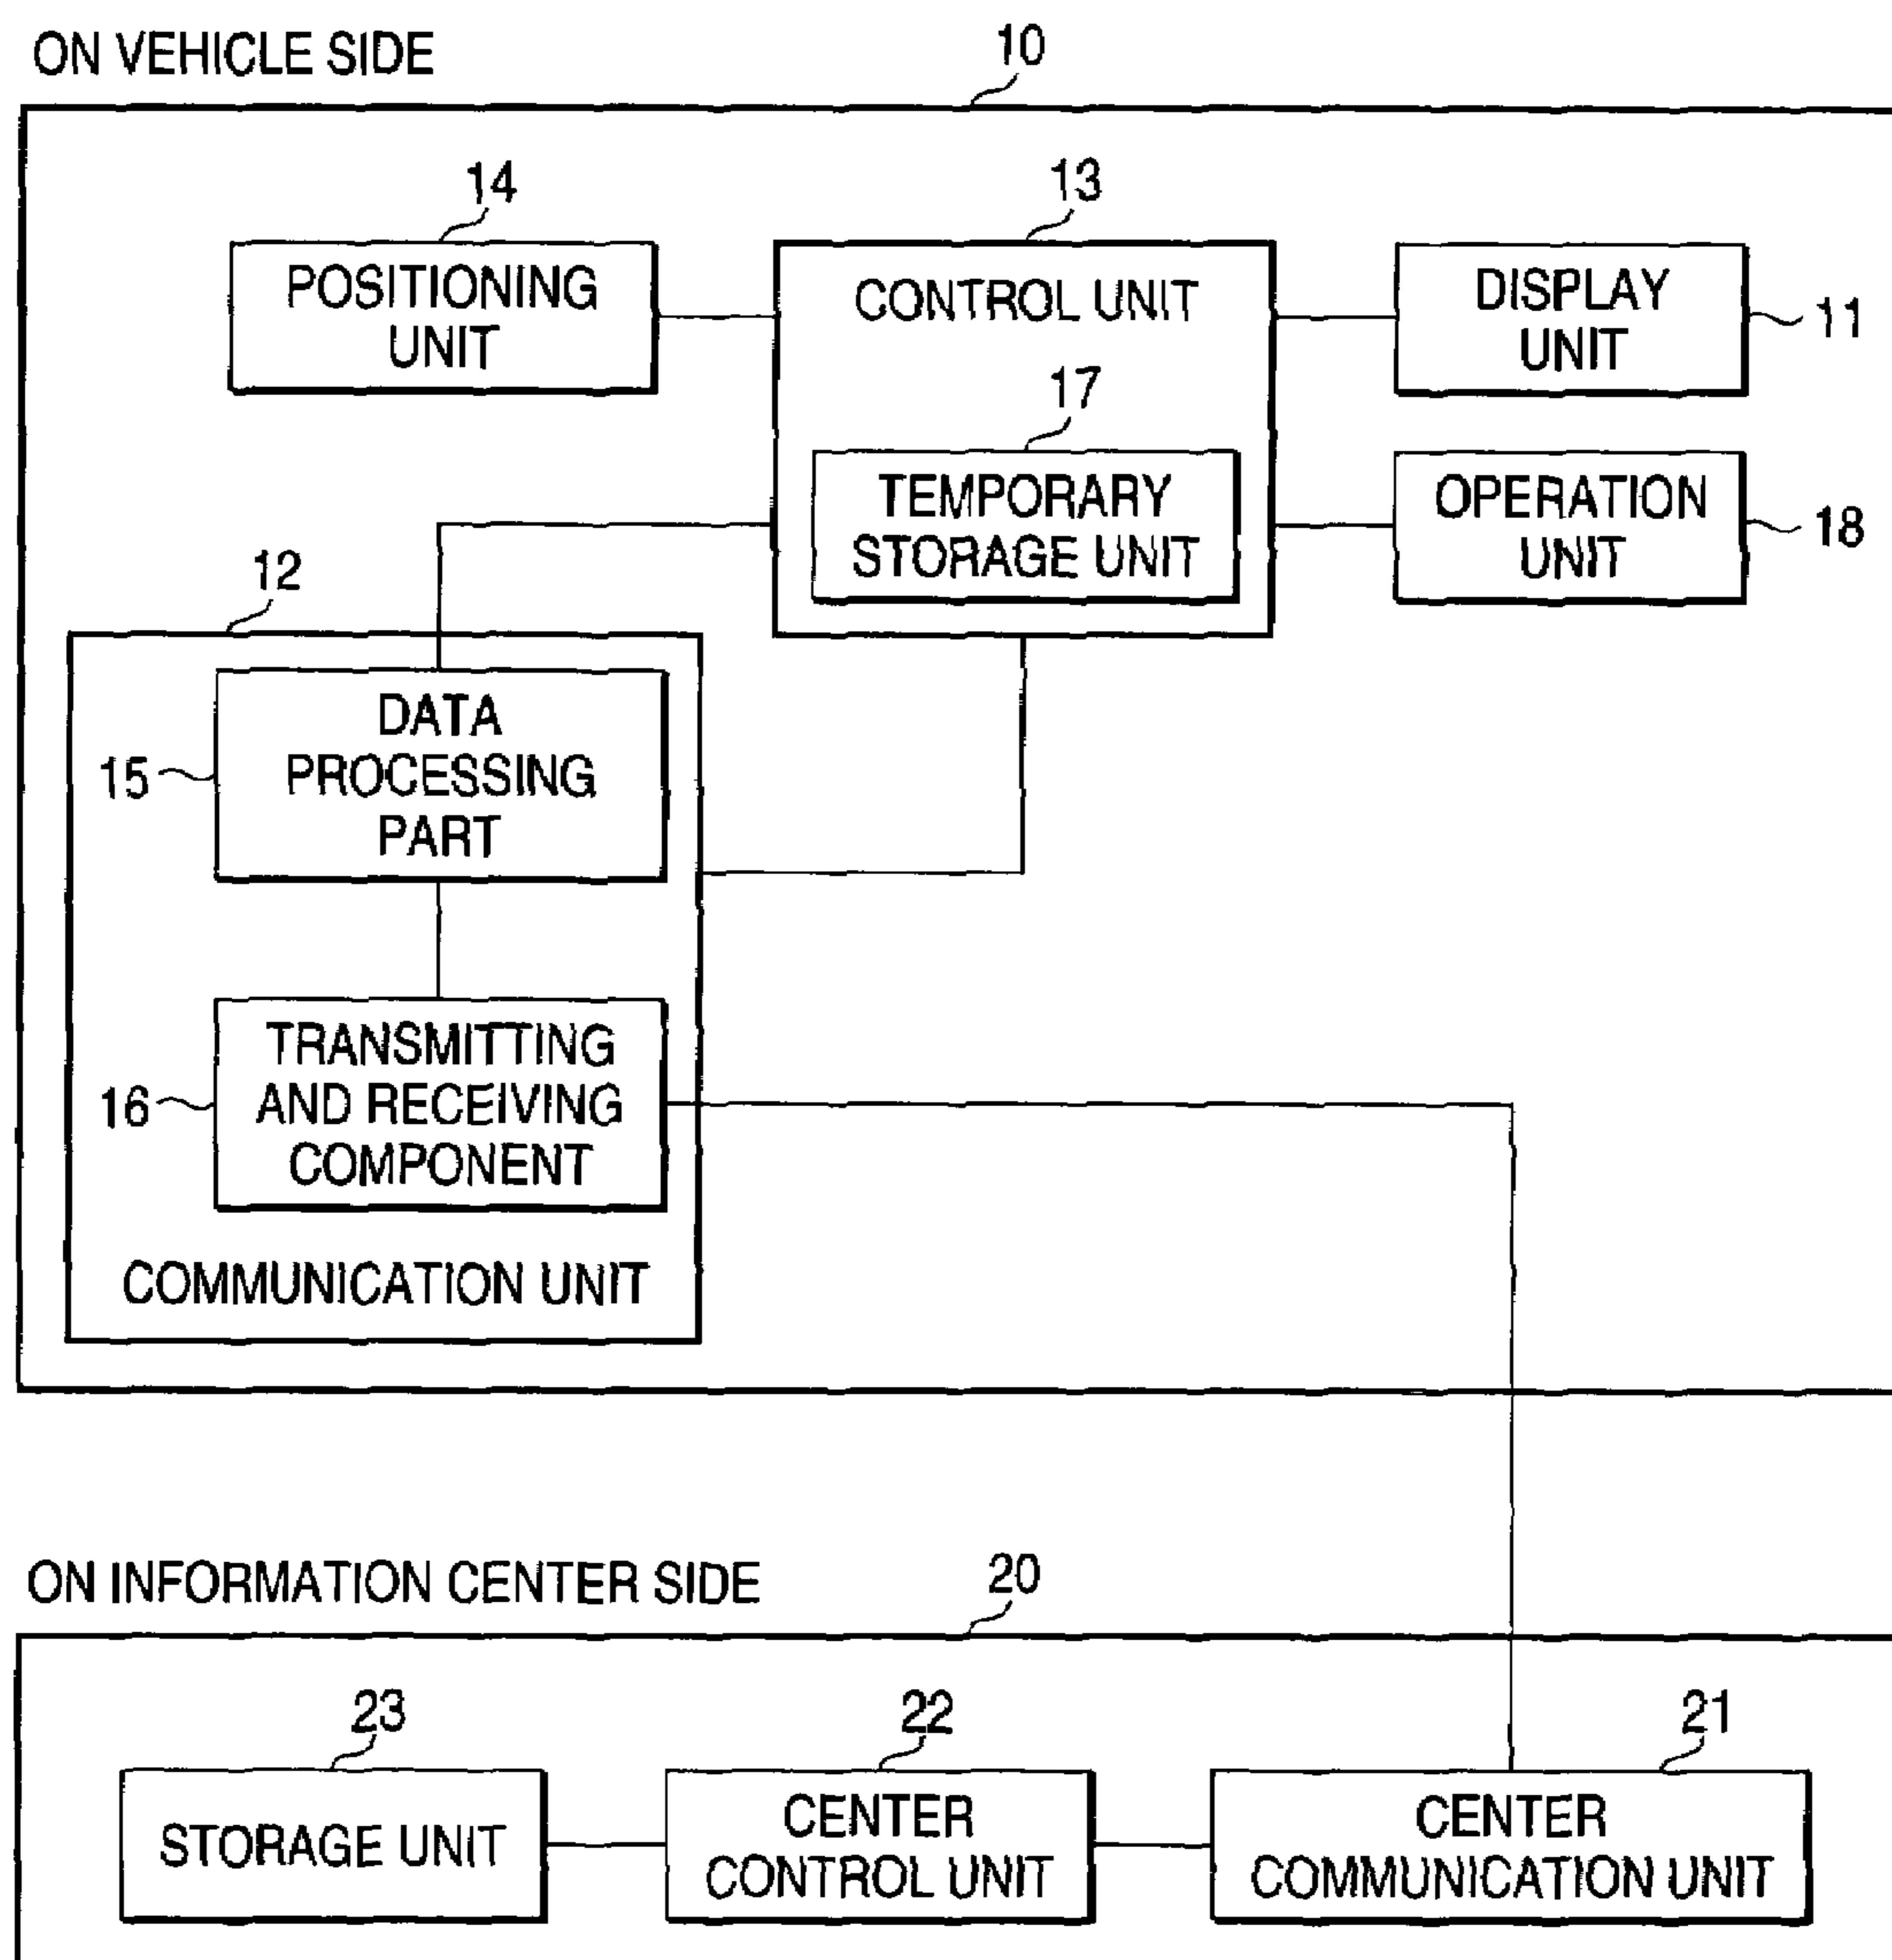 ON VEHICLE SIDE
10
14
13
POSITIONING
UNIT
CONTROL UNIT
DISPLAY
UNIT
11
17
TEMPORARY
STORAGE UNIT
OPERATION
UNIT
18
12
DATA
PROCESSING
PART
15
TRANSMITTING
AND RECEIVING
COMPONENT
16
COMMUNICATION UNIT
ON INFORMATION CENTER SIDE
20
23
22
21
STORAGE UNIT
CENTER
CONTROL UNIT
CENTER
COMMUNICATION UNIT